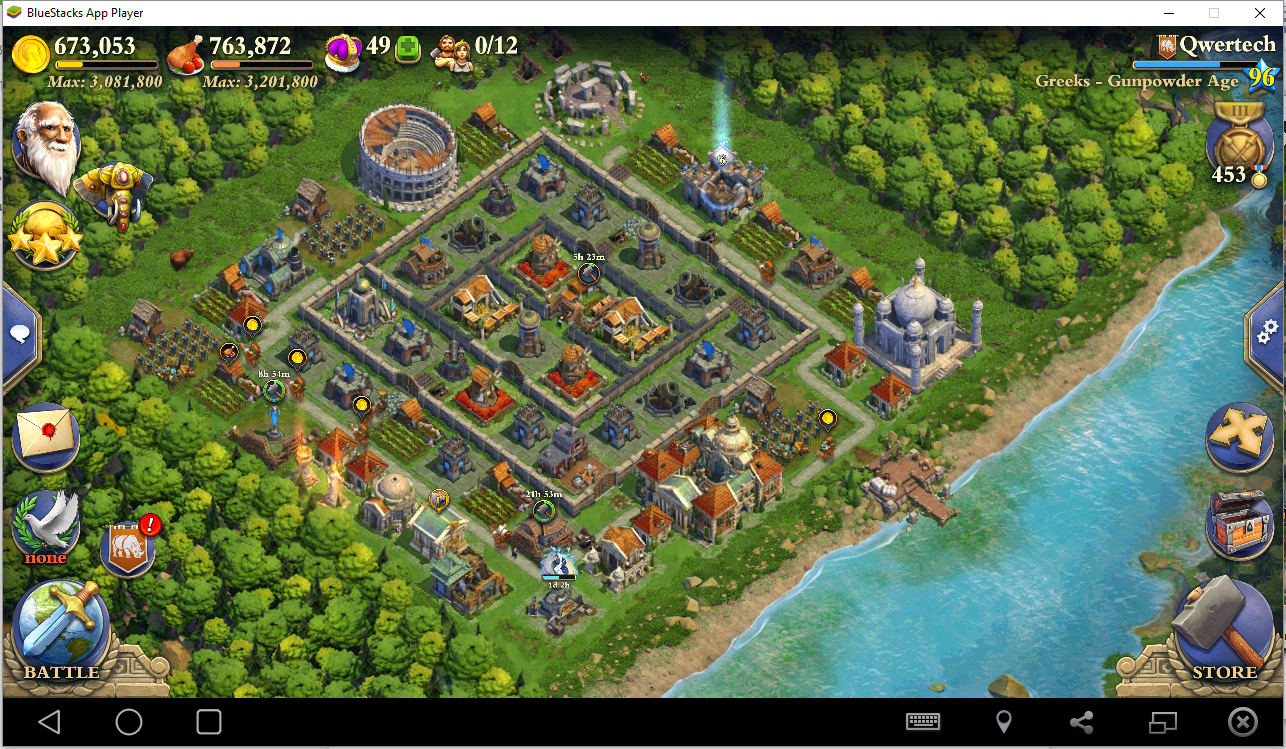 BlueStacks App Player
673,053
763,872
49
0/12
Qwertech
Max: 3,081,800
Max: 3,201,800
Greeks - Gunpowder Age
96
III
453
5h 23m
8h 54m
21h 53m
1d 2h
none
!
BATTLE
STORE